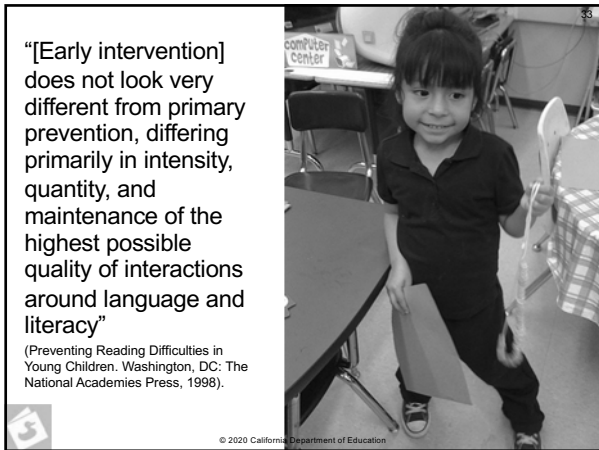 33
“[Early intervention]
does not look very
different from primary
prevention, differing
primarily in intensity,
quantity, and
maintenance of the
highest possible
quality of interactions
around language and
literacy”
(Preventing Reading Difficulties in
Young Children. Washington, DC: The
National Academies Press, 1998).
computer
center
© 2020 California Department of Education